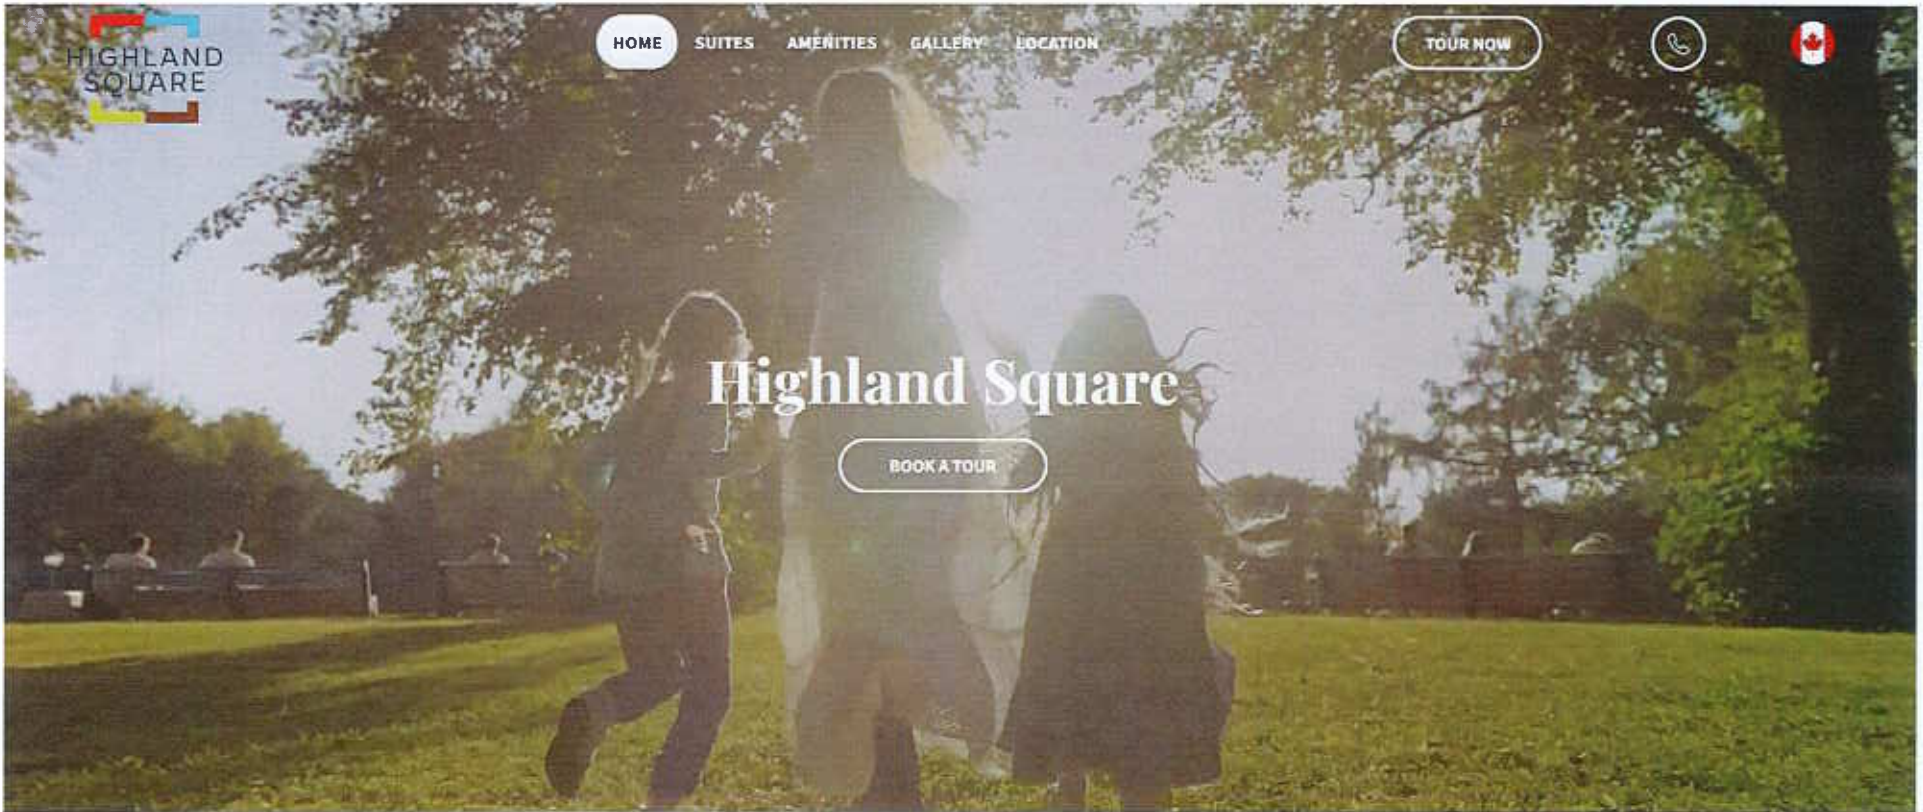 HIGHLAND
SQUARE
HOME
SUITES
AMENITIES
GALLERY
LOCATION
TOUR NOW
Highland Square
BOOK A TOUR